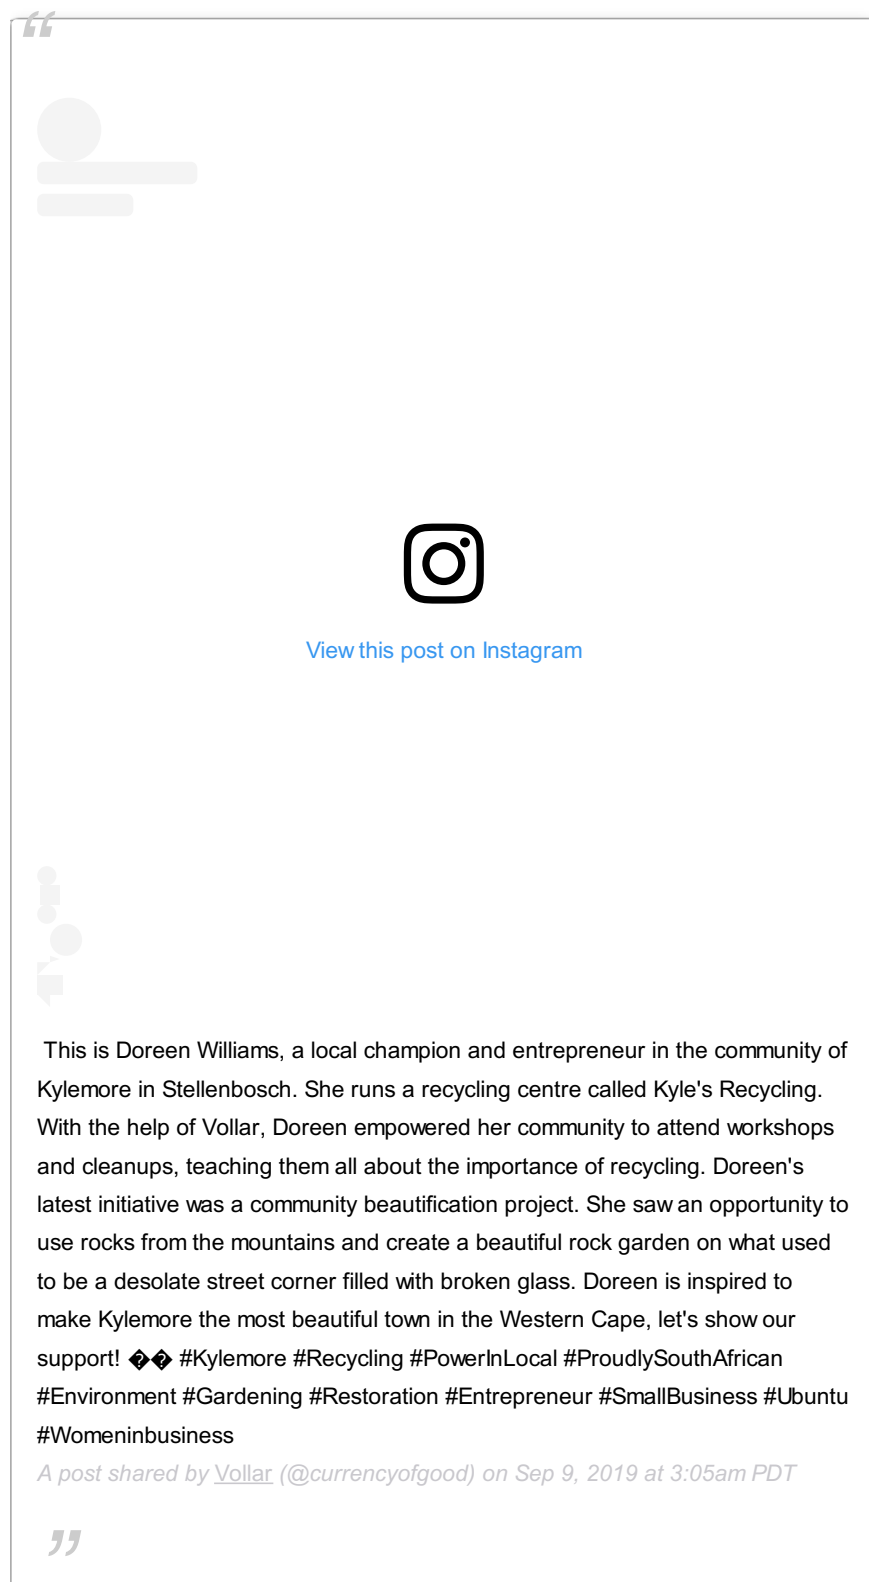 “
View this post on Instagram
This is Doreen Williams, a local champion and entrepreneur in the community of
Kylemore in Stellenbosch. She runs a recycling centre called Kyle's Recycling.
With the help of Vollar, Doreen empowered her community to attend workshops
and cleanups, teaching them all about the importance of recycling. Doreen's
latest initiative was a community beautification project. She saw an opportunity to
use rocks from the mountains and create a beautiful rock garden on what used
to be a desolate street corner filled with broken glass. Doreen is inspired to
make Kylemore the most beautiful town in the Western Cape, let's show our
support! �� #Kylemore #Recycling #PowerInLocal #ProudlySouthAfrican
#Environment #Gardening #Restoration #Entrepreneur #SmallBusiness #Ubuntu
#Womeninbusiness
A post shared by Vollar (@currencyofgood) on Sep 9, 2019 at 3:05am PDT
”